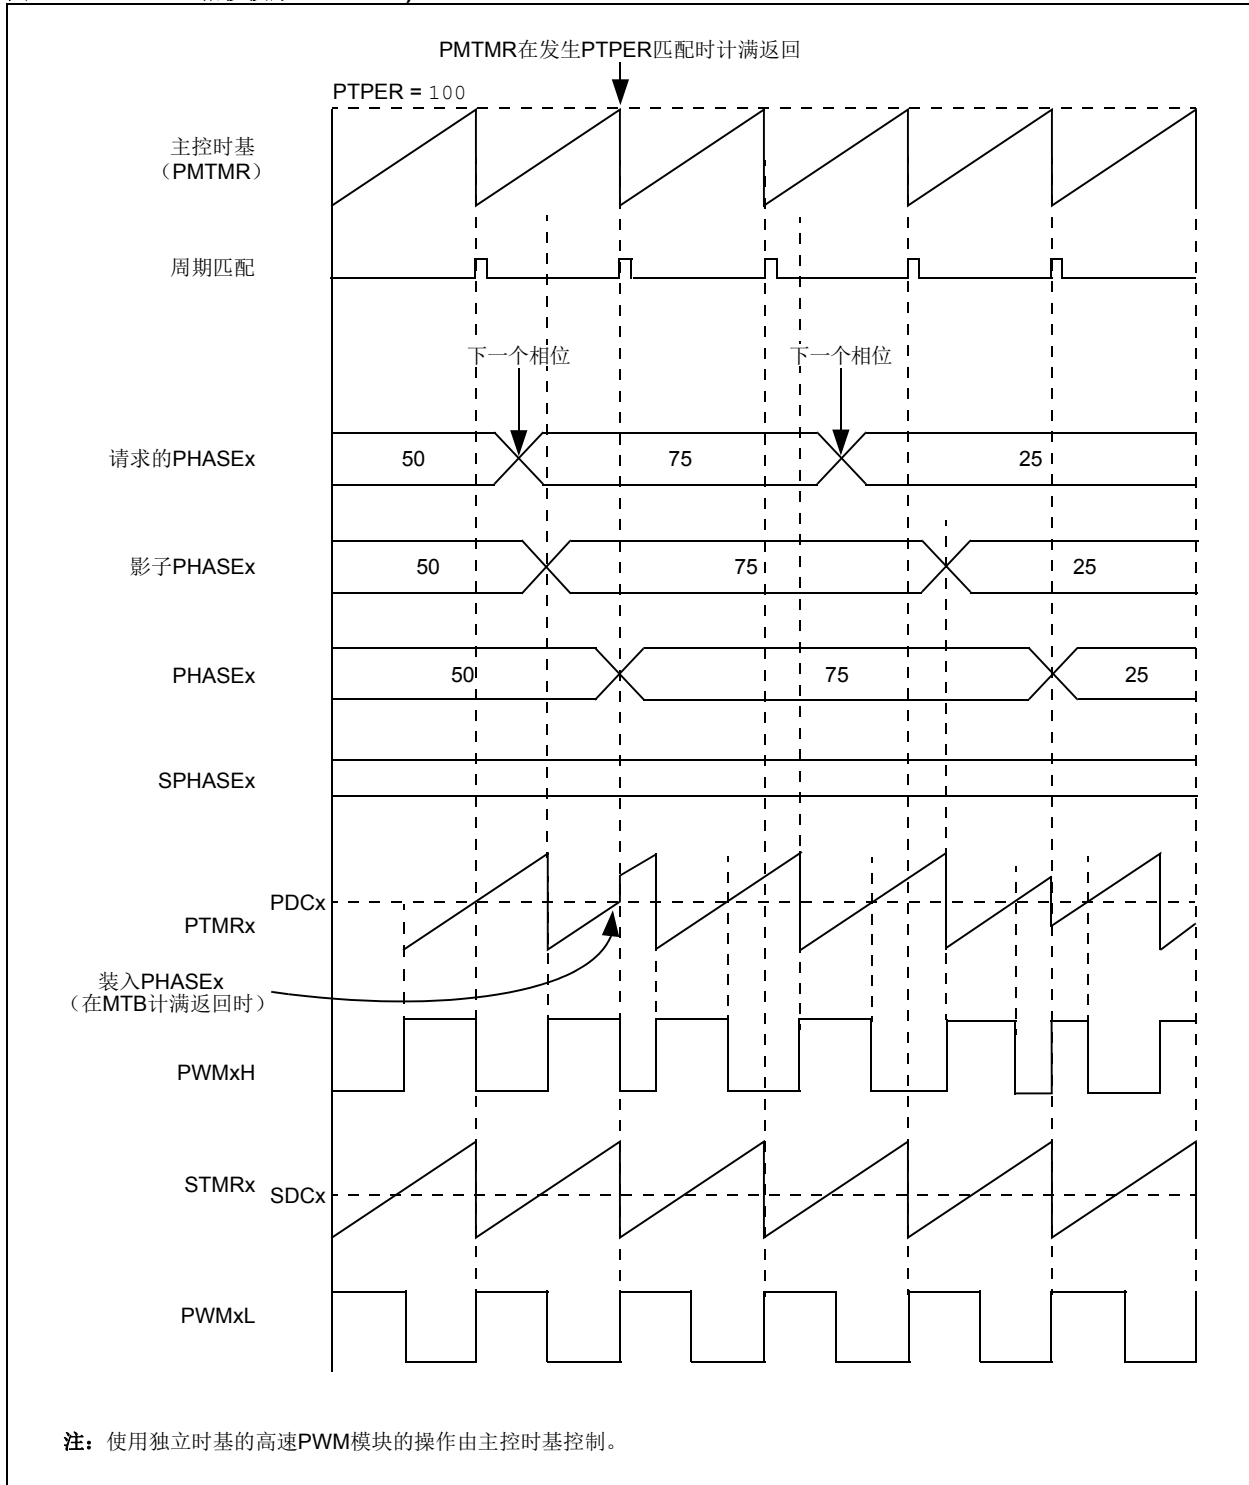 PMTMR在发生PTPER匹配时计满返回
PTPER = 100
主控时基
（PMTMR）
周期匹配
下一个相位
下一个相位
请求的PHASEx
50
75
25
影子PHASEx
50
75
25
PHASEx
50
75
25
SPHASEx
PDCx
PTMRx
装入PHASEx
（在MTB计满返回时）
PWMxH
STMRx
SDCx
PWMxL
注：使用独立时基的高速PWM模块的操作由主控时基控制。